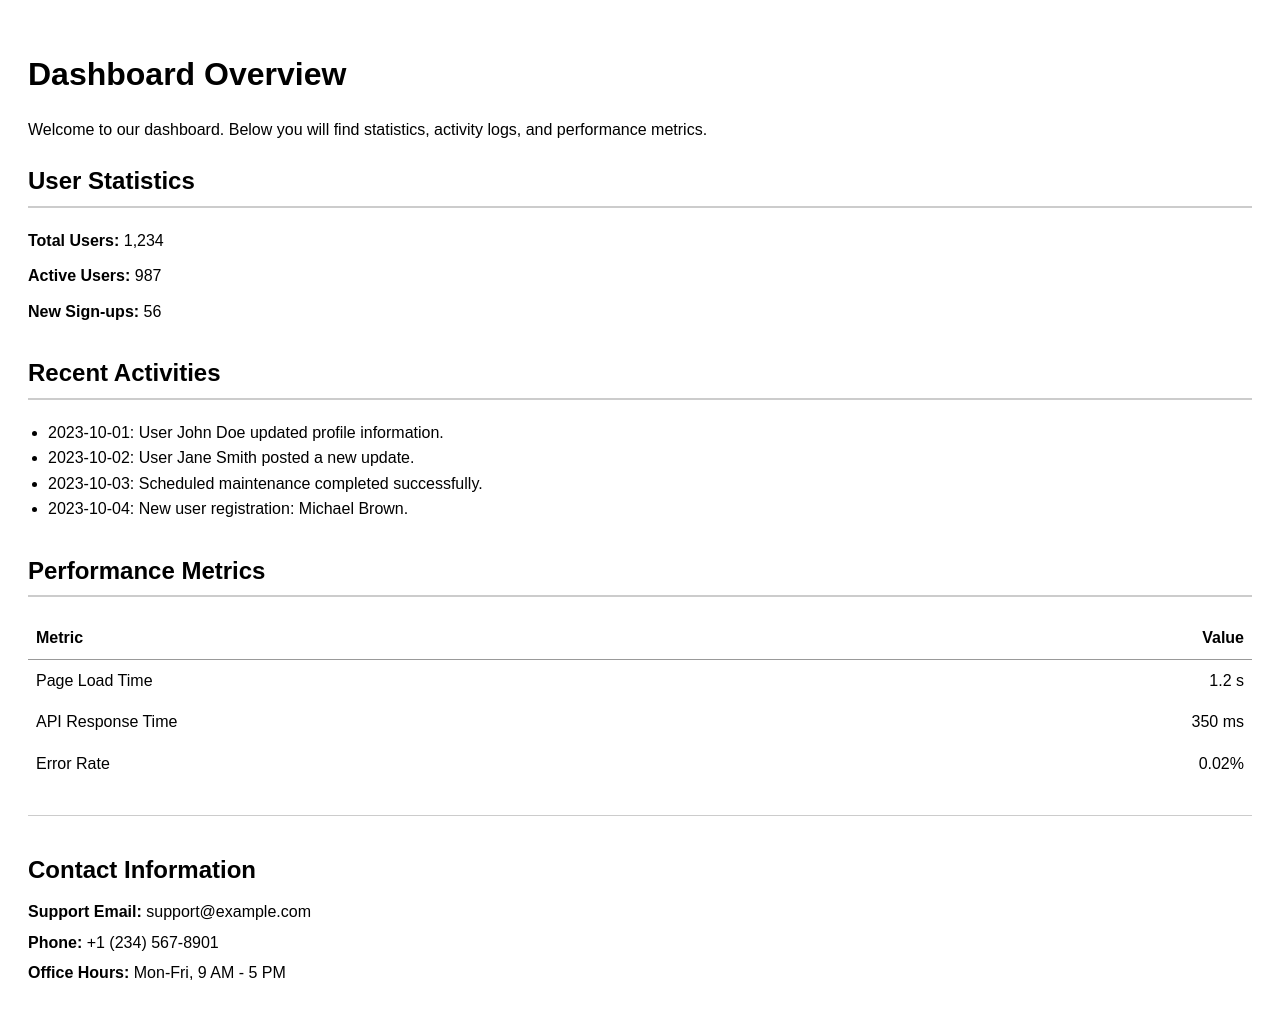 Dashboard Overview
Welcome to our dashboard. Below you will find statistics, activity logs, and performance metrics.
User Statistics
Total Users: 1,234
Active Users: 987
New Sign-ups: 56
Recent Activities
• 2023-10-01: User John Doe updated profile information.
• 2023-10-02: User Jane Smith posted a new update.
• 2023-10-03: Scheduled maintenance completed successfully.
• 2023-10-04: New user registration: Michael Brown.
Performance Metrics
Metric Value
Page Load Time 1.2 s
API Response Time 350 ms
Error Rate 0.02%
Contact Information
Support Email: support@example.com
Phone: +1 (234) 567-8901
Office Hours: Mon-Fri, 9 AM - 5 PM